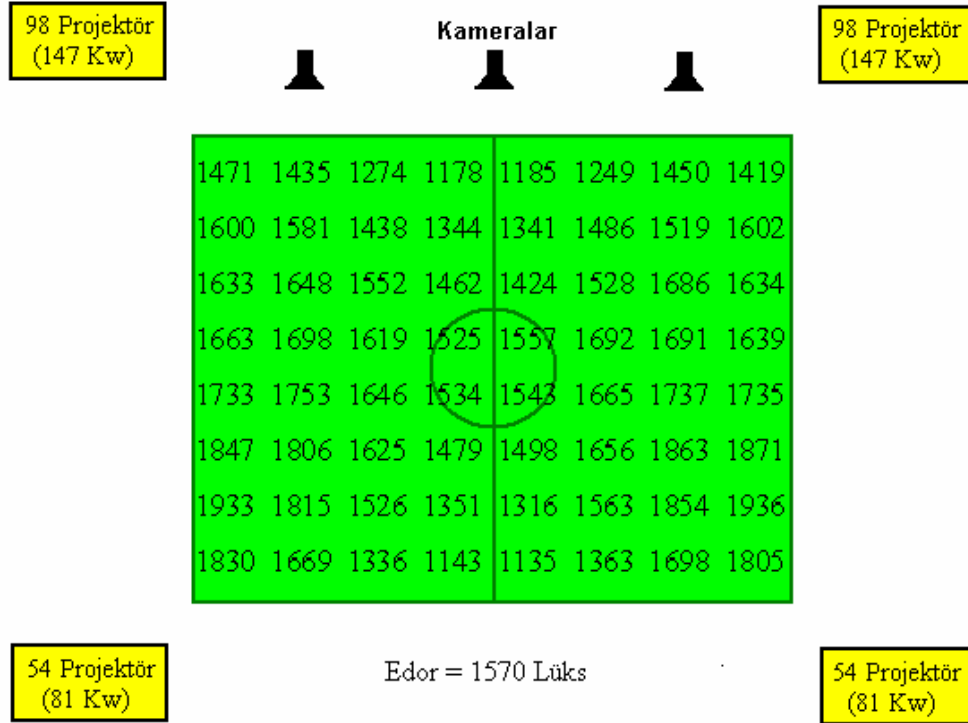 98 Projektör
(147 Kw)
Kameralar
98 Projektör
(147 Kw)
1471 1435 1274 1178 1185 1249 1450 1419
1600 1581 1438 1344 1341 1486 1519 1602
1633 1648 1552 1462 1424 1528 1686 1634
1663 1698 1619 1525 1557 1692 1691 1639
1733 1753 1646 1534 1543 1665 1737 1735
1847 1806 1625 1479 1498 1656 1863 1871
1933 1815 1526 1351 1316 1563 1854 1936
1830 1669 1336 1143 1135 1363 1698 1805
54 Projektör
(81 Kw)
Edor = 1570 Lüks
54 Projektör
(81 Kw)